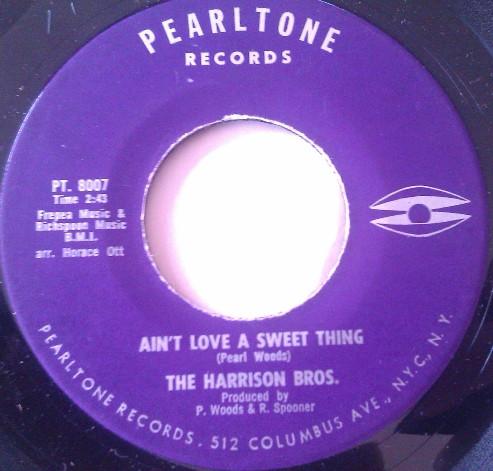 PEARLTONE
RECORDS
PT. 8007
Time 2:43
Frepea Music &
Richspoon Music
B.M.I.
arr. Horace Ott
AIN'T LOVE A SWEET THING
(Pearl Woods)
THE HARRISON BROS.
Produced by
P. Woods & R. Spooner
PEARLTONE RECORDS. 512 COLUMBUS AVE., N.Y.C., N. Y.